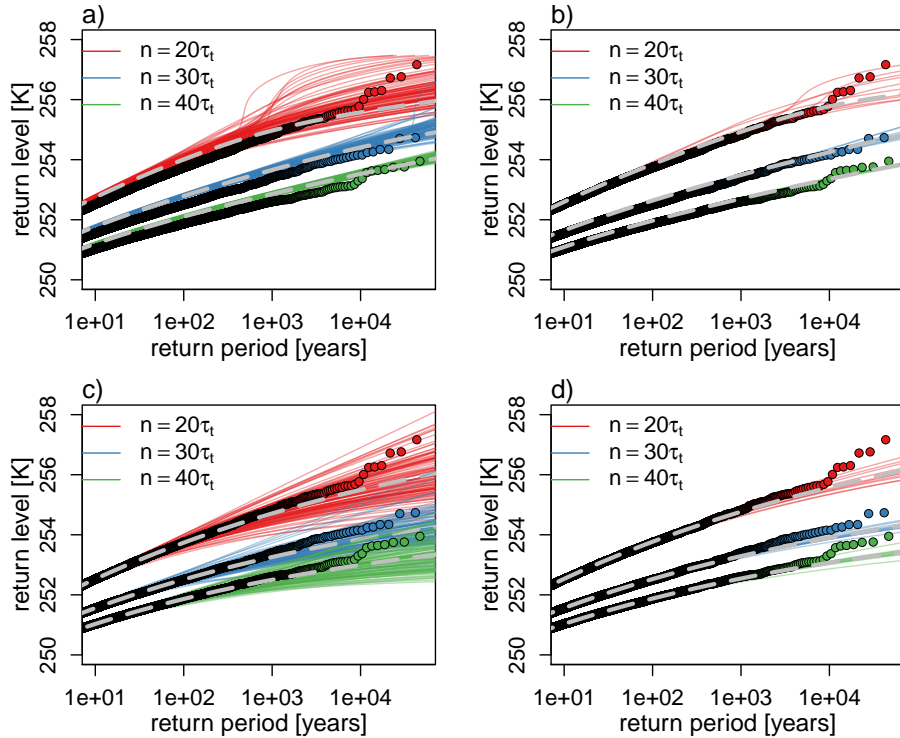 a)
n = 20τt
n = 30τt
n = 40τt
return level [K]
250 252 254 256 258
1e+01 1e+02 1e+03 1e+04
return period [years]
b)
n = 20τt
n = 30τt
n = 40τt
return level [K]
250 252 254 256 258
1e+01 1e+02 1e+03 1e+04
return period [years]
c)
n = 20τt
n = 30τt
n = 40τt
return level [K]
250 252 254 256 258
1e+01 1e+02 1e+03 1e+04
return period [years]
d)
n = 20τt
n = 30τt
n = 40τt
return level [K]
250 252 254 256 258
1e+01 1e+02 1e+03 1e+04
return period [years]